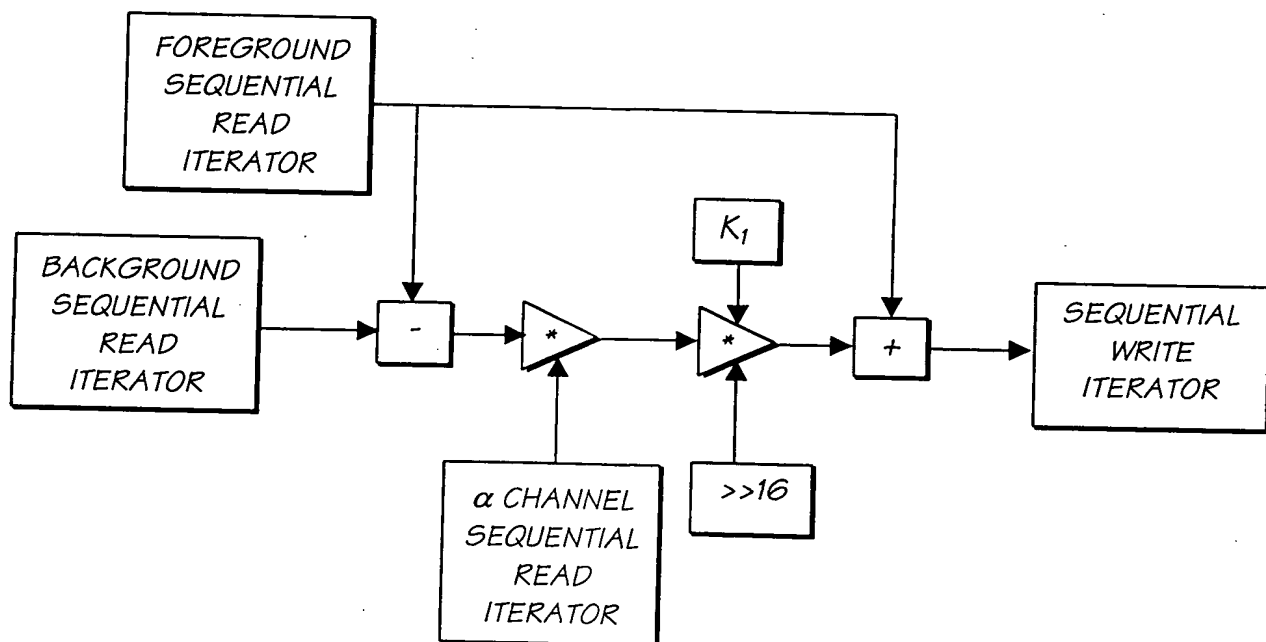 FOREGROUND
SEQUENTIAL
READ
ITERATOR
BACKGROUND
SEQUENTIAL
READ
ITERATOR
-
*
K₁
*
+
SEQUENTIAL
WRITE
ITERATOR
α CHANNEL
SEQUENTIAL
READ
ITERATOR
>>16